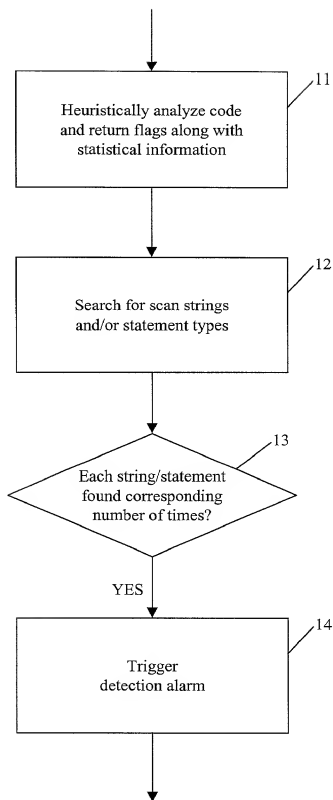 11
Heuristically analyze code
and return flags along with
statistical information
12
Search for scan strings
and/or statement types
13
Each string/statement
found corresponding
number of times?
YES
14
Trigger
detection alarm